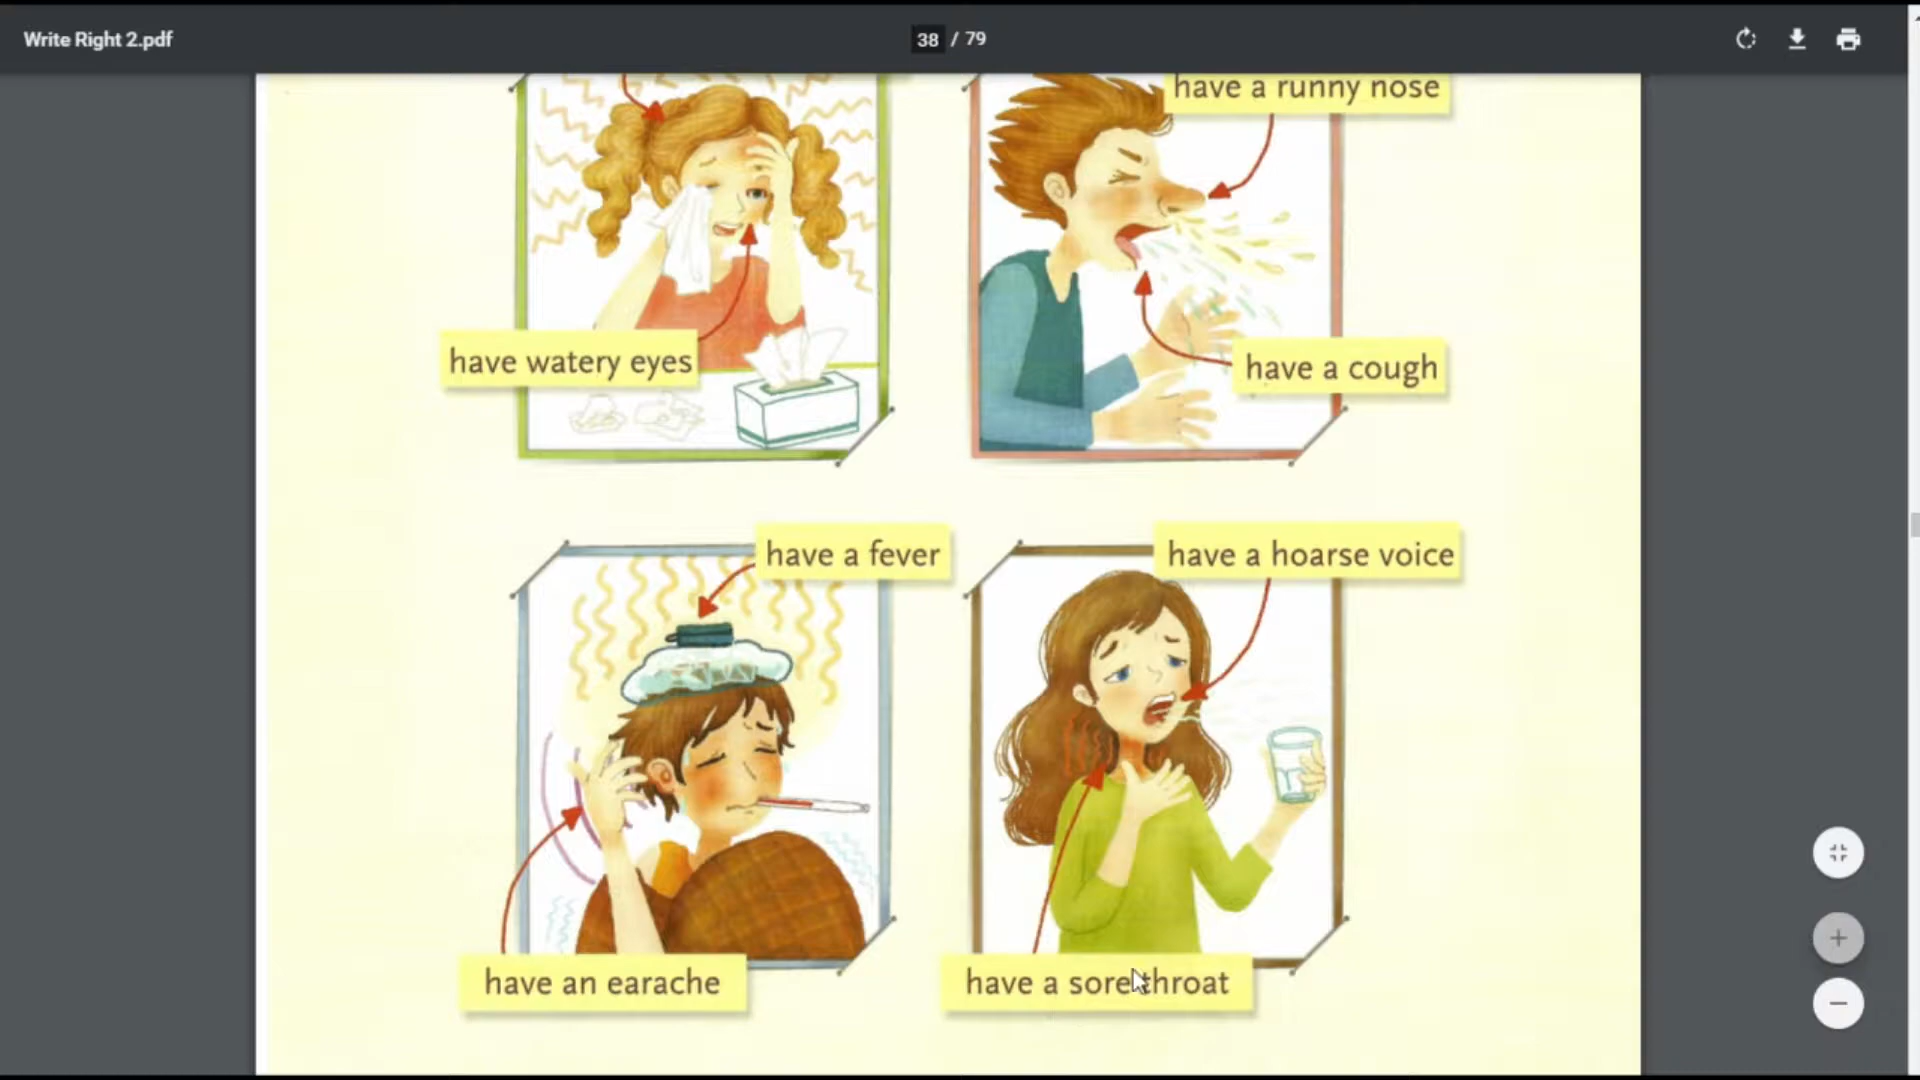 Write Right 2.pdf
38 / 79
have a runny nose
have watery eyes
have a cough
have a fever
have a hoarse voice
have an earache
have a sore throat